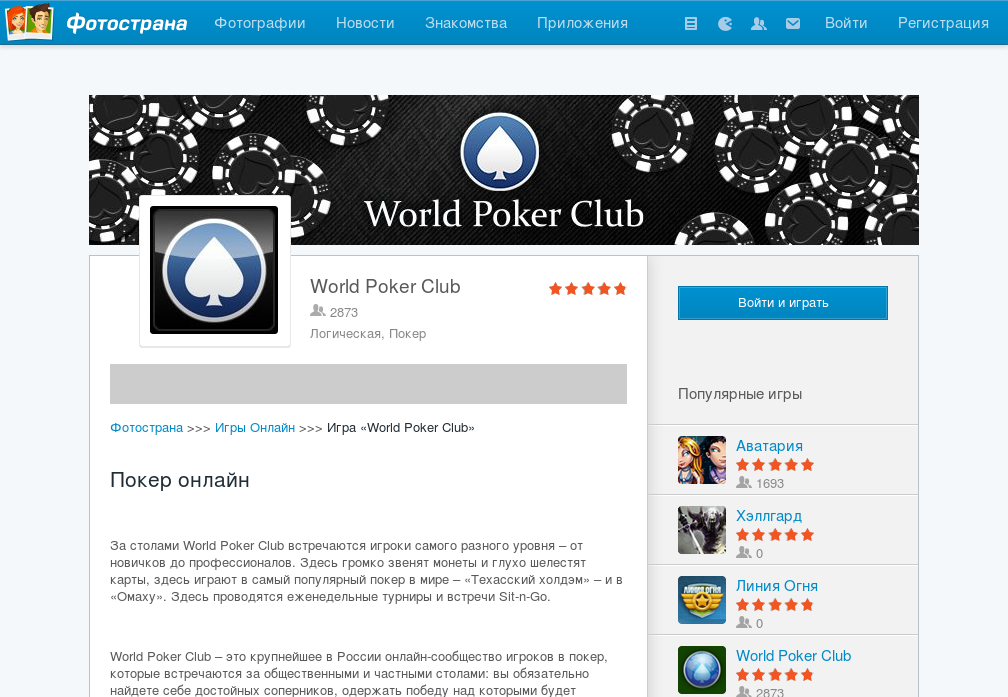 Фотострана Фотографии Новости Знакомства Приложения Войти Регистрация
World Poker Club
World Poker Club
2873
Логическая, Покер
Войти и играть
Фотострана >>> Игры Онлайн >>> Игра «World Poker Club»
Покер онлайн
За столами World Poker Club встречаются игроки самого разного уровня – от
новичков до профессионалов. Здесь громко звенят монеты и глухо шелестят
карты, здесь играют в самый популярный покер в мире – «Техасский холдэм» – и в
«Омаху». Здесь проводятся еженедельные турниры и встречи Sit-n-Go.
World Poker Club – это крупнейшее в России онлайн-сообщество игроков в покер,
которые встречаются за общественными и частными столами: вы обязательно
найдете себе достойных соперников, одержать победу над которыми будет
Популярные игры
Аватария
1693
Хэллгард
0
ЛИНИЯ ОГНЯ
Линия Огня
0
World Poker Club
2873